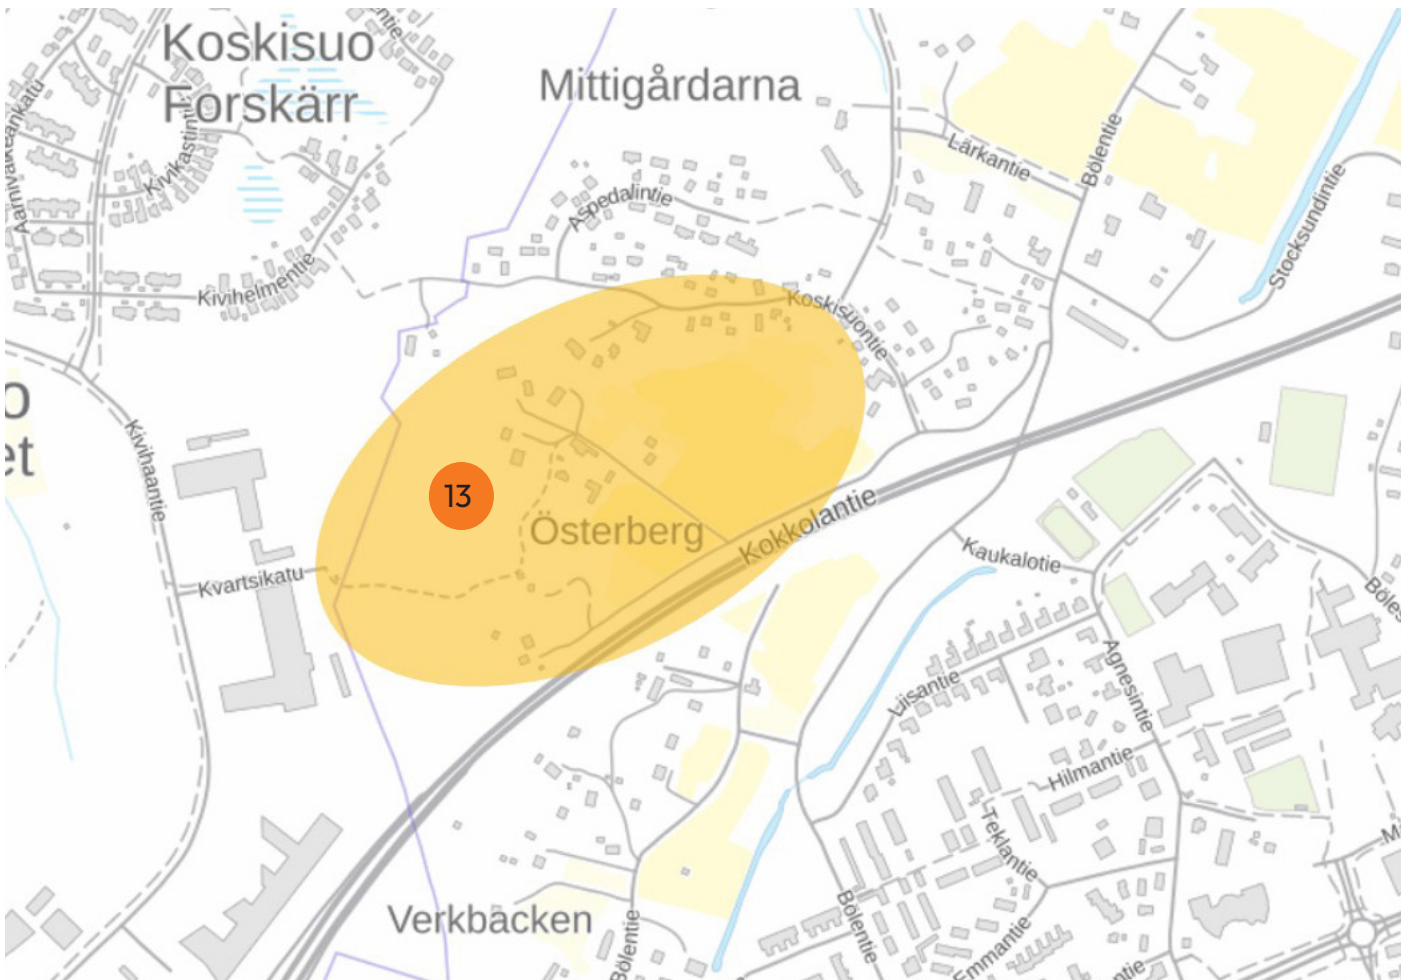 Koskisuo
Forskärr
Mittigårdarna
Aarnivalkeankatu
Kivikastintie
Aspedalintie
Lärkantie
Bölentie
Stocksundintie
Kivihelmentie
Koskisuontie
Kivihaantie
13
Österberg
Kokkolantie
Kvartsikatu
Kaukalotie
Liisantie
Agnesintie
Hilmantie
Teklantie
Verkbacken
Bölentie
Bölentie
Emmantie